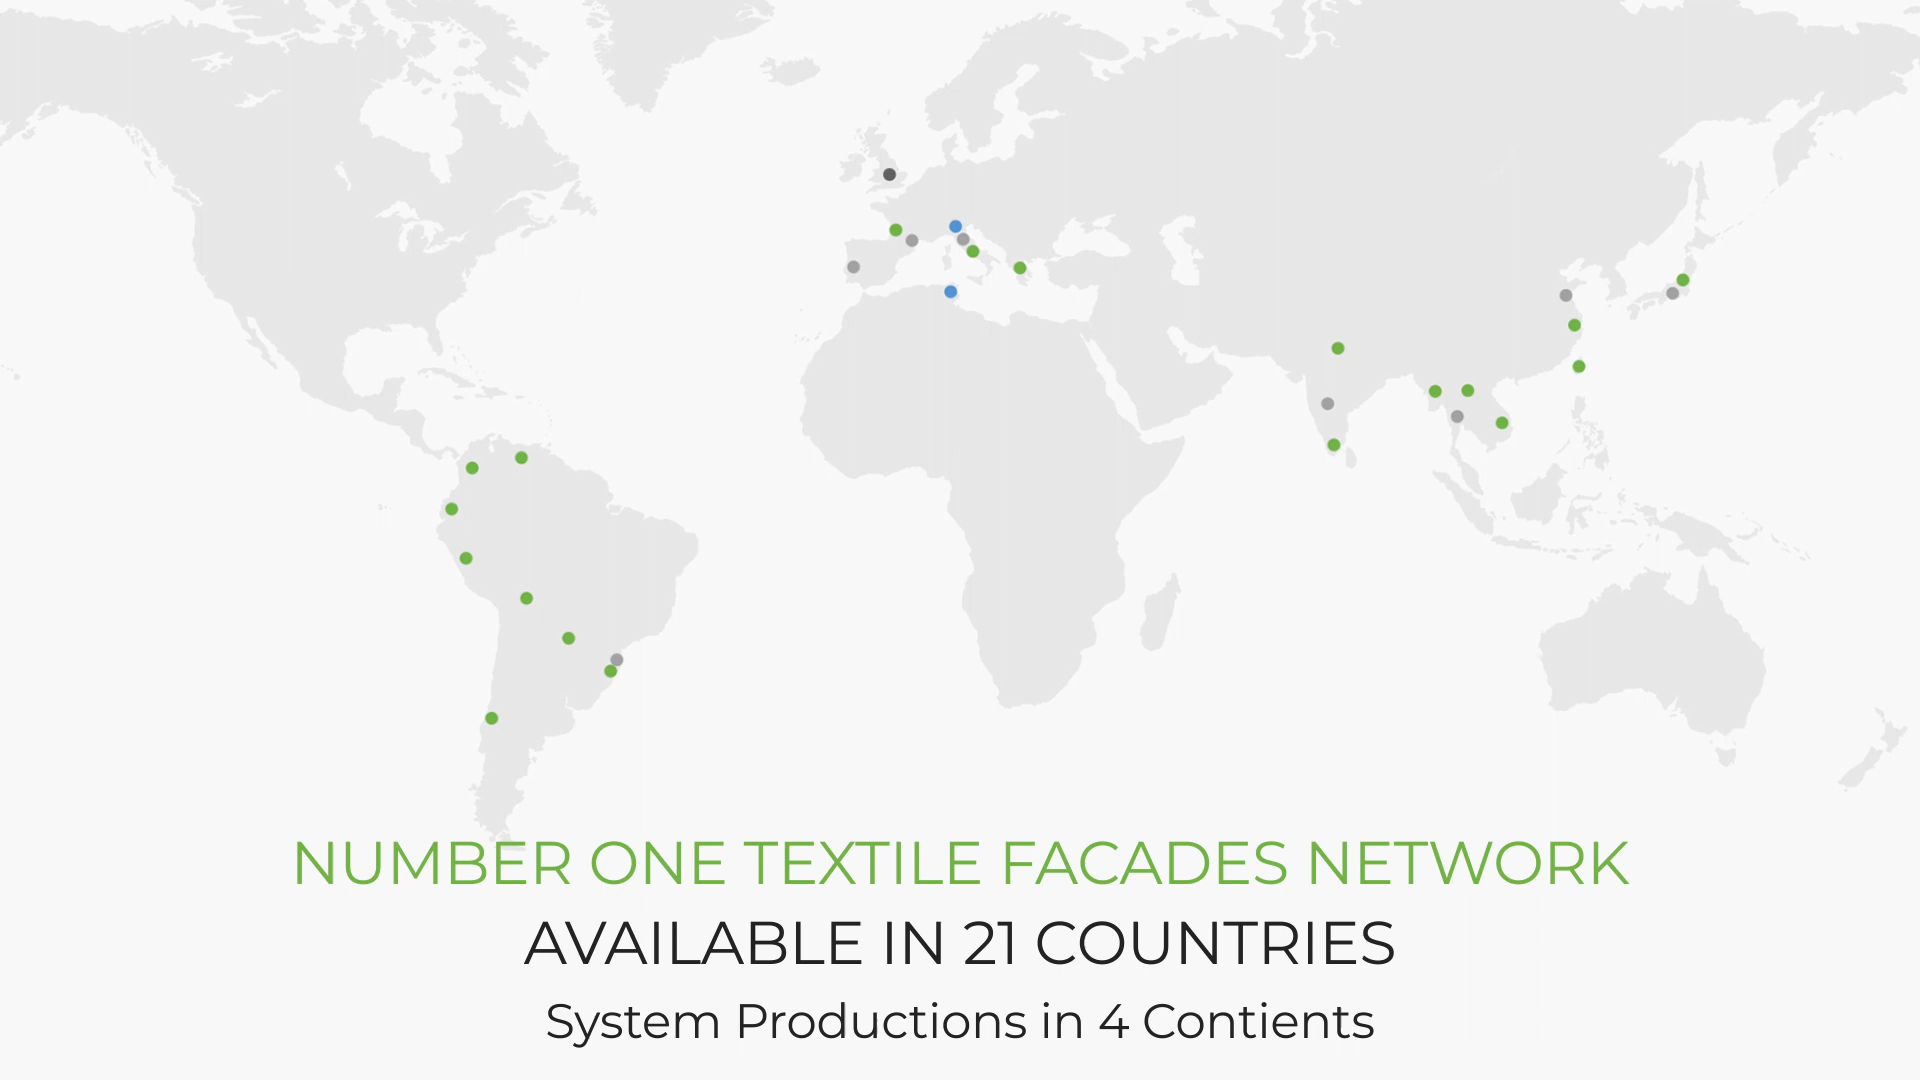 NUMBER ONE TEXTILE FACADES NETWORK
AVAILABLE IN 21 COUNTRIES
System Productions in 4 Contients